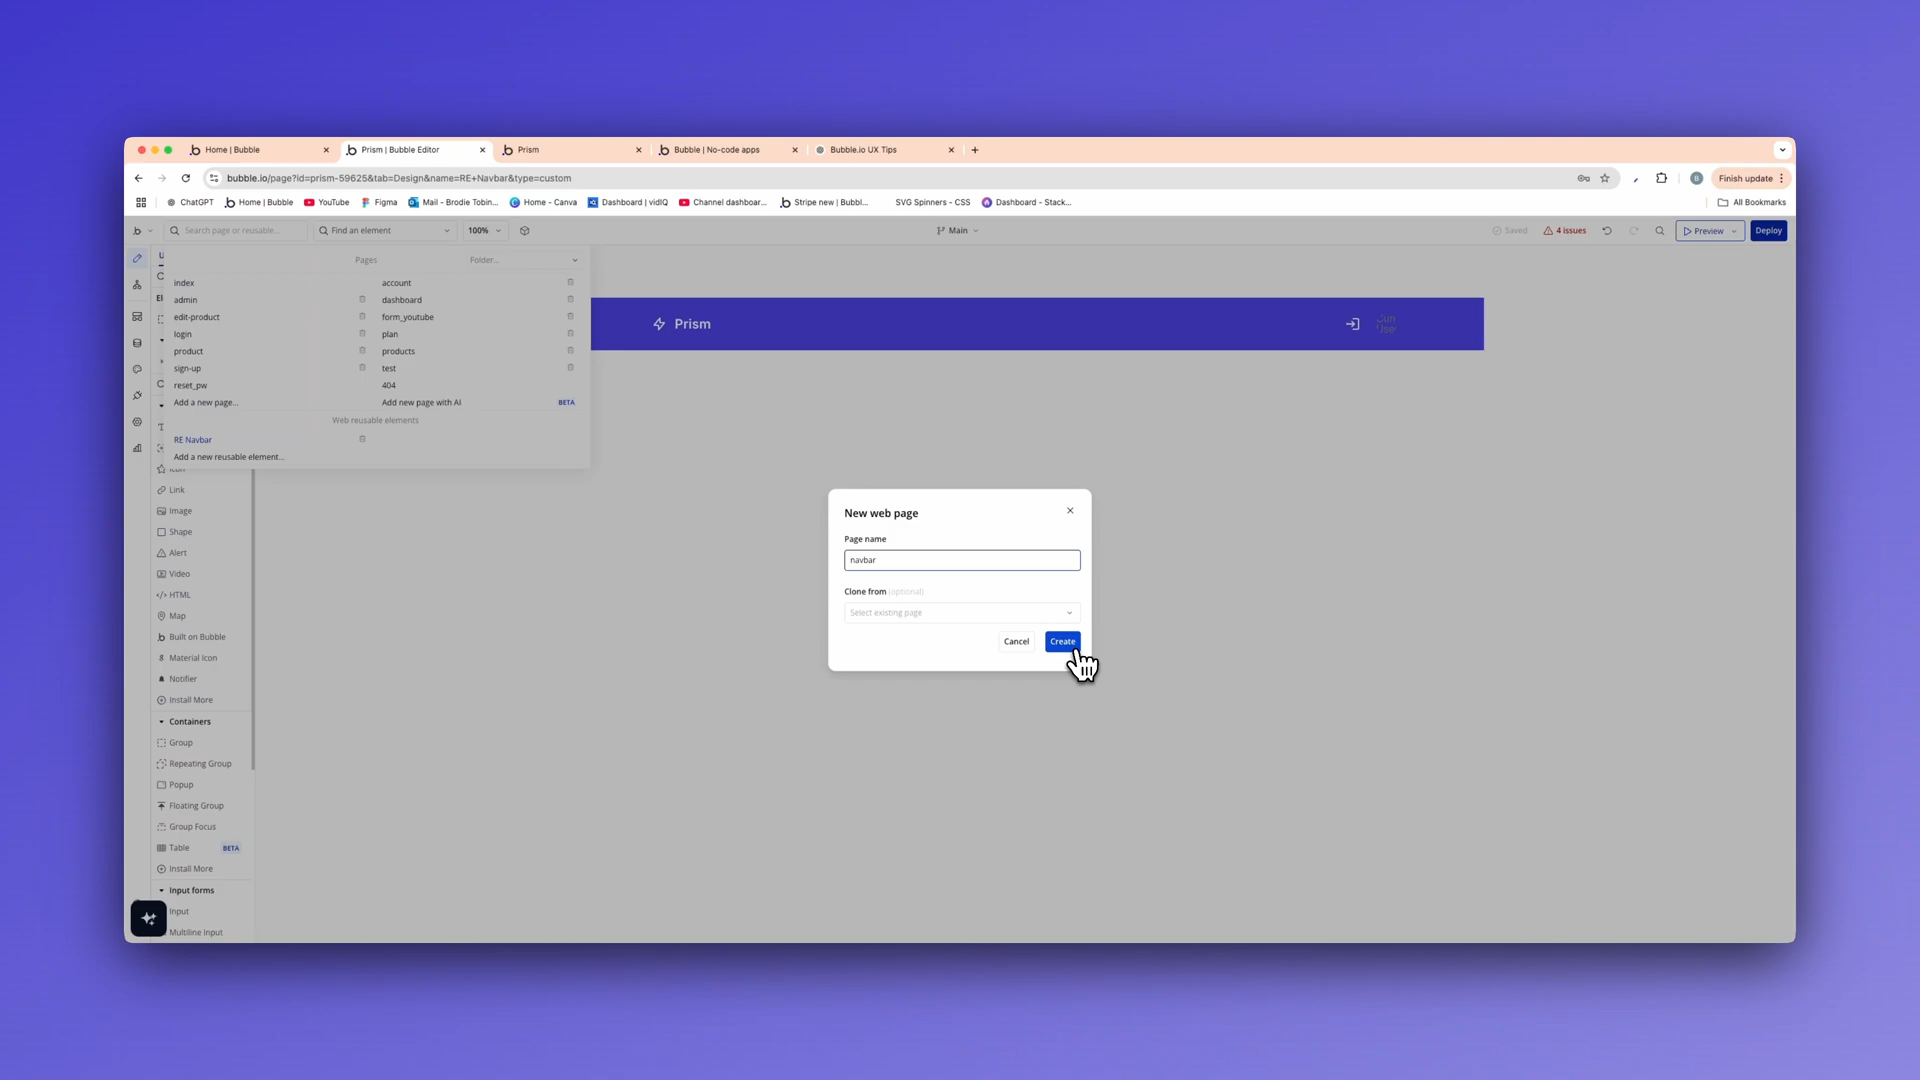 Home | Bubble
Prism | Bubble Editor
Prism
Bubble | No-code apps
Bubble.io UX Tips
bubble.io/page?id=prism-59625&tab=Design&name=RE+Navbar&type=custom
B
Finish update
ChatGPT
Home | Bubble
YouTube
Figma
Mail - Brodie Tobin...
Home - Canva
Dashboard | vidIQ
Channel dashboar...
Stripe new | Bubbl...
SVG Spinners - CSS
Dashboard - Stack...
All Bookmarks
Search page or reusable...
Find an element
100%
Main
Saved
4 issues
Preview
Deploy
Pages
Folder...
index
account
admin
dashboard
edit-product
form_youtube
login
plan
product
products
sign-up
test
reset_pw
404
Add a new page...
Add new page with AI
BETA
Web reusable elements
RE Navbar
Add a new reusable element...
Prism
Link
Image
Shape
Alert
Video
HTML
Map
Built on Bubble
Material Icon
Notifier
Install More
Containers
Group
Repeating Group
Popup
Floating Group
Group Focus
Table
BETA
Install More
Input forms
Input
Multiline Input
New web page
Page name
navbar
Clone from (optional)
Select existing page
Cancel
Create